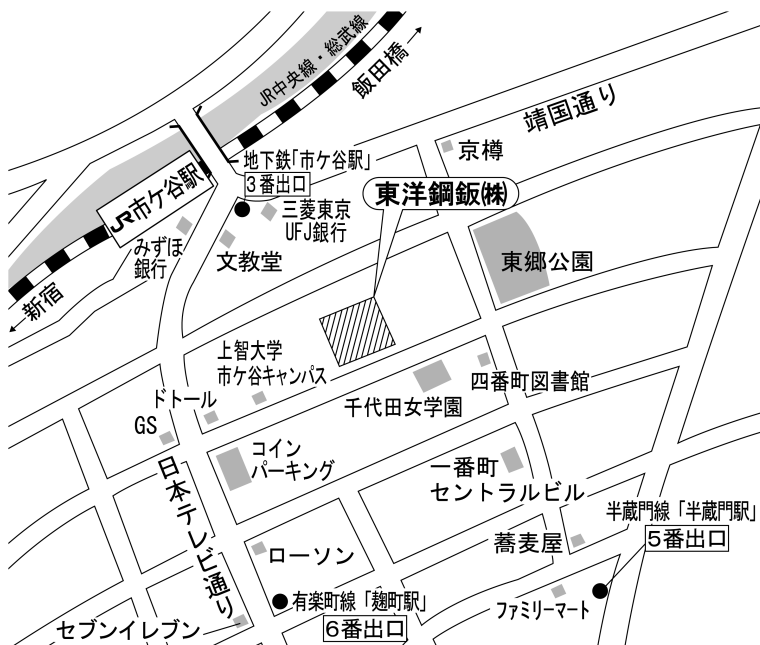 JR中央線・総武線
飯田橋
靖国通り
京樽
地下鉄「市ケ谷駅」
3番出口
JR市ケ谷駅
東洋鋼鈑㈱
三菱東京
UFJ銀行
みずほ
銀行
文教堂
東郷公園
新宿
上智大学
市ケ谷キャンパス
四番町図書館
ドトール
千代田女学園
GS
コイン
パーキング
日本テレビ通り
一番町
セントラルビル
半蔵門線「半蔵門駅」
5番出口
蕎麦屋
ローソン
有楽町線「麹町駅」
6番出口
ファミリーマート
セブンイレブン